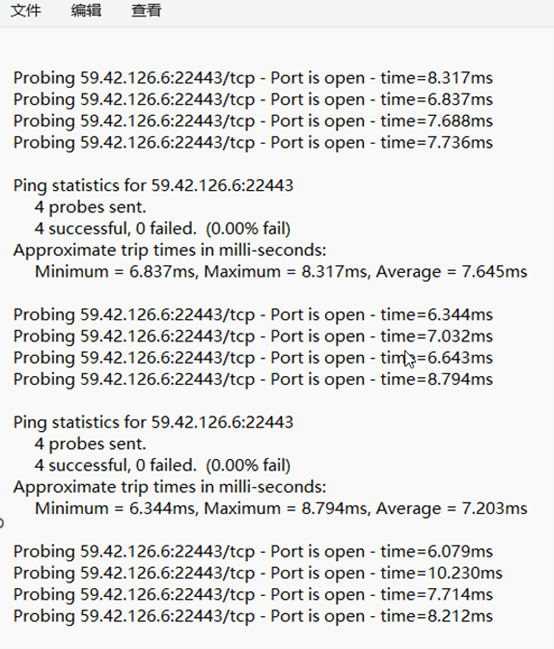 文件 编辑 查看
Probing 59.42.126.6:22443/tcp - Port is open - time=8.317ms
Probing 59.42.126.6:22443/tcp - Port is open - time=6.837ms
Probing 59.42.126.6:22443/tcp - Port is open - time=7.688ms
Probing 59.42.126.6:22443/tcp - Port is open - time=7.736ms
Ping statistics for 59.42.126.6:22443
4 probes sent.
4 successful, 0 failed. (0.00% fail)
Approximate trip times in milli-seconds:
Minimum = 6.837ms, Maximum = 8.317ms, Average = 7.645ms
Probing 59.42.126.6:22443/tcp - Port is open - time=6.344ms
Probing 59.42.126.6:22443/tcp - Port is open - time=7.032ms
Probing 59.42.126.6:22443/tcp - Port is open - time=6.643ms
Probing 59.42.126.6:22443/tcp - Port is open - time=8.794ms
Ping statistics for 59.42.126.6:22443
4 probes sent.
4 successful, 0 failed. (0.00% fail)
Approximate trip times in milli-seconds:
Minimum = 6.344ms, Maximum = 8.794ms, Average = 7.203ms
Probing 59.42.126.6:22443/tcp - Port is open - time=6.079ms
Probing 59.42.126.6:22443/tcp - Port is open - time=10.230ms
Probing 59.42.126.6:22443/tcp - Port is open - time=7.714ms
Probing 59.42.126.6:22443/tcp - Port is open - time=8.212ms